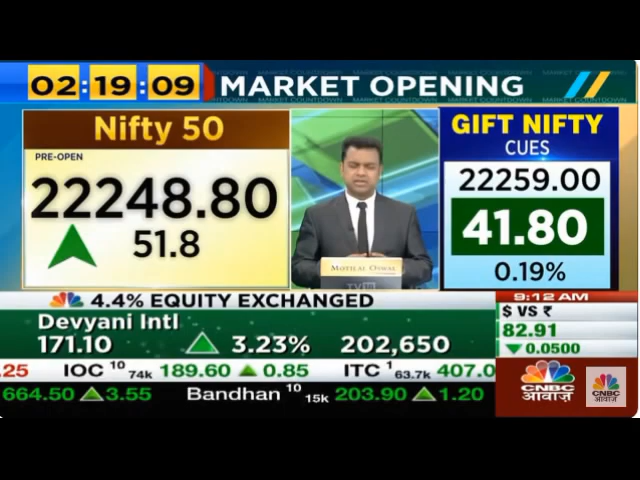 02:19:09 MARKET OPENING
Nifty 50
PRE-OPEN
22248.80
51.8
GIFT NIFTY
CUES
22259.00
41.80
0.19%
MOTILAL OSWAL
4.4% EQUITY EXCHANGED
Devyani Intl
171.10 3.23% 202,650
9:12 AM
$ VS ₹
82.91
0.0500
.25 IOC 10 74k 189.60 0.85 ITC 1 63.7k 407.0
664.50 3.55 Bandhan 10 15k 203.90 1.20
CNBC
आवाज़
CNBC
आवाज़